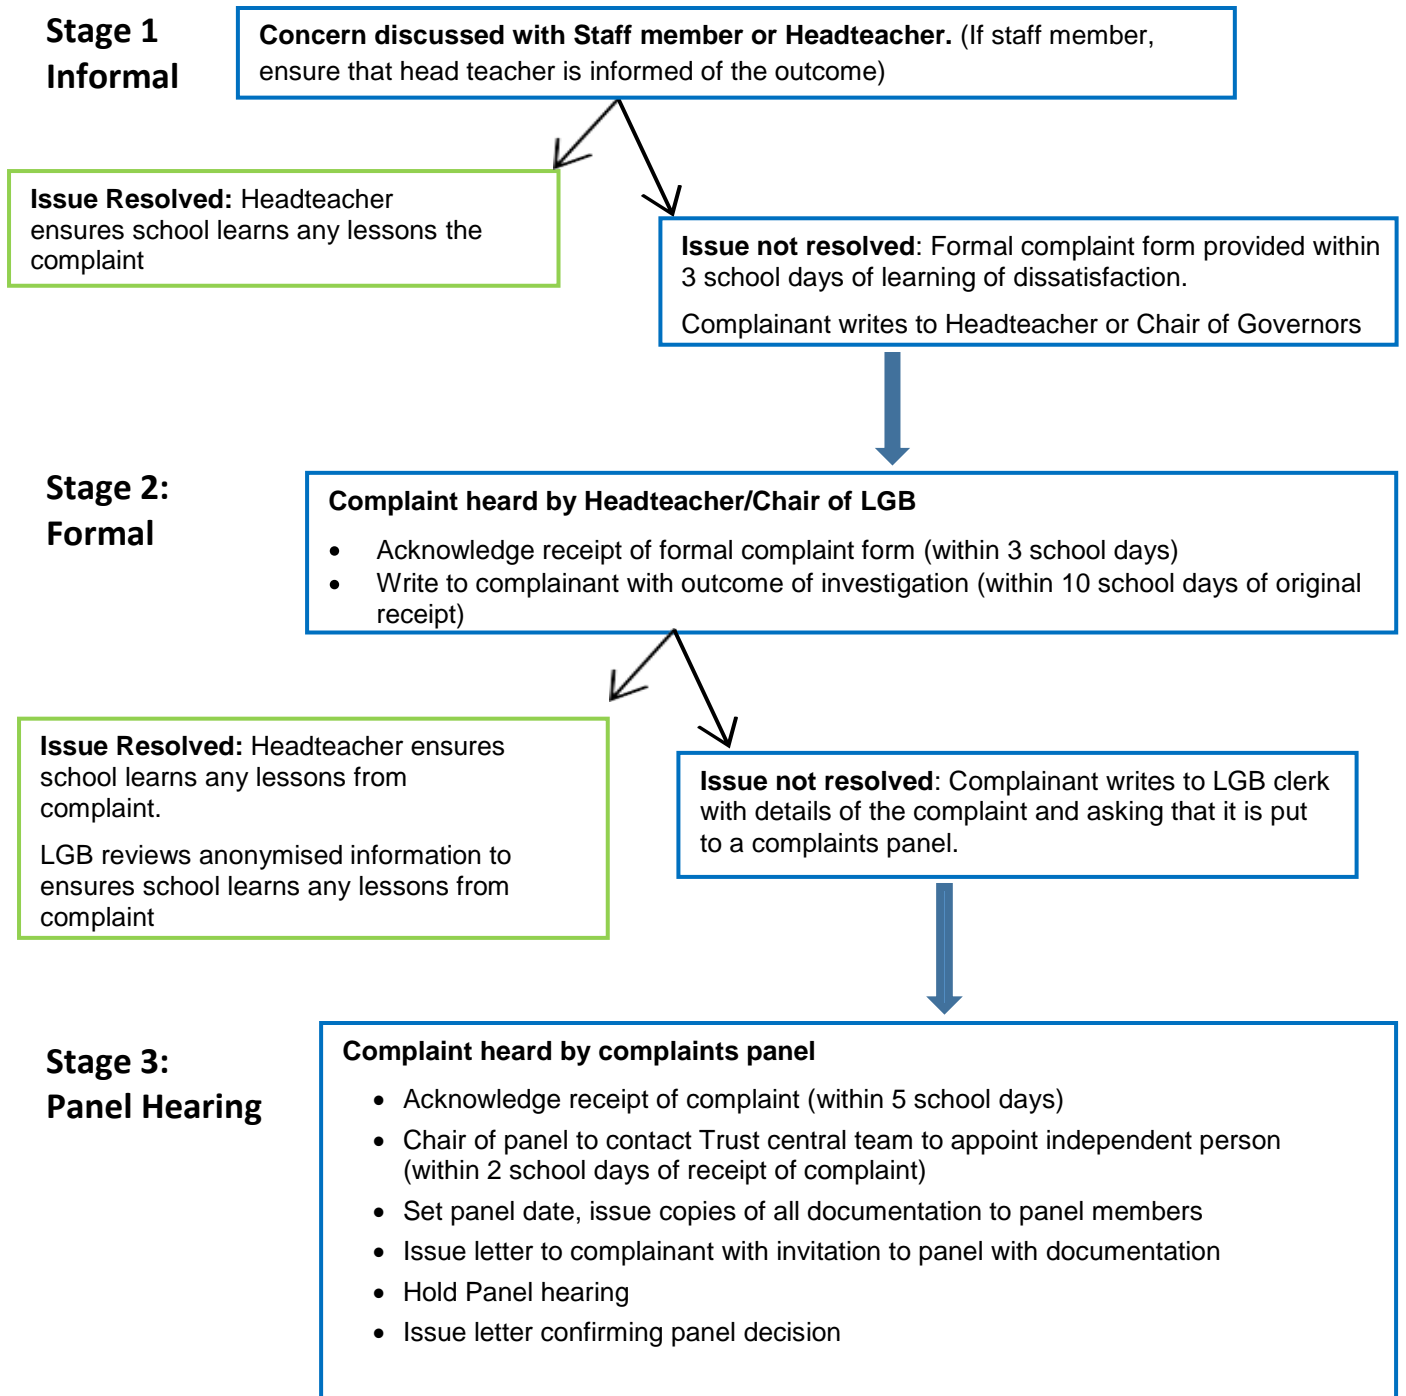 Stage 1
Informal
Concern discussed with Staff member or Headteacher. (If staff member,
ensure that head teacher is informed of the outcome)
Issue Resolved: Headteacher
ensures school learns any lessons the
complaint
Issue not resolved: Formal complaint form provided within
3 school days of learning of dissatisfaction.
Complainant writes to Headteacher or Chair of Governors
Stage 2:
Formal
Complaint heard by Headteacher/Chair of LGB
• Acknowledge receipt of formal complaint form (within 3 school days)
• Write to complainant with outcome of investigation (within 10 school days of original
receipt)
Issue Resolved: Headteacher ensures
school learns any lessons from
complaint.
LGB reviews anonymised information to
ensures school learns any lessons from
complaint
Issue not resolved: Complainant writes to LGB clerk
with details of the complaint and asking that it is put
to a complaints panel.
Stage 3:
Panel Hearing
Complaint heard by complaints panel
• Acknowledge receipt of complaint (within 5 school days)
• Chair of panel to contact Trust central team to appoint independent person
(within 2 school days of receipt of complaint)
• Set panel date, issue copies of all documentation to panel members
• Issue letter to complainant with invitation to panel with documentation
• Hold Panel hearing
• Issue letter confirming panel decision